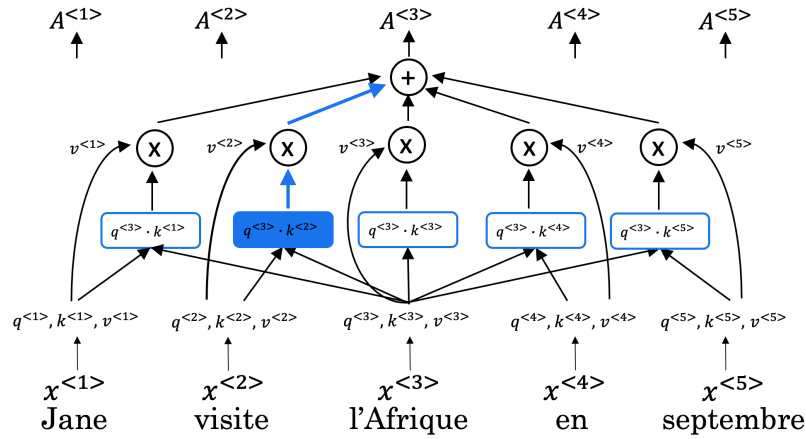 A<1> A<2> A<3> A<4> A<5>
+
v<1> x v<2> x v<3> x x v<4> x v<5>
q<3> · k<1> q<3> · k<2> q<3> · k<3> q<3> · k<4> q<3> · k<5>
q<1>, k<1>, v<1> q<2>, k<2>, v<2> q<3>, k<3>, v<3> q<4>, k<4>, v<4> q<5>, k<5>, v<5>
x<1> x<2> x<3> x<4> x<5>
Jane visite l'Afrique en septembre